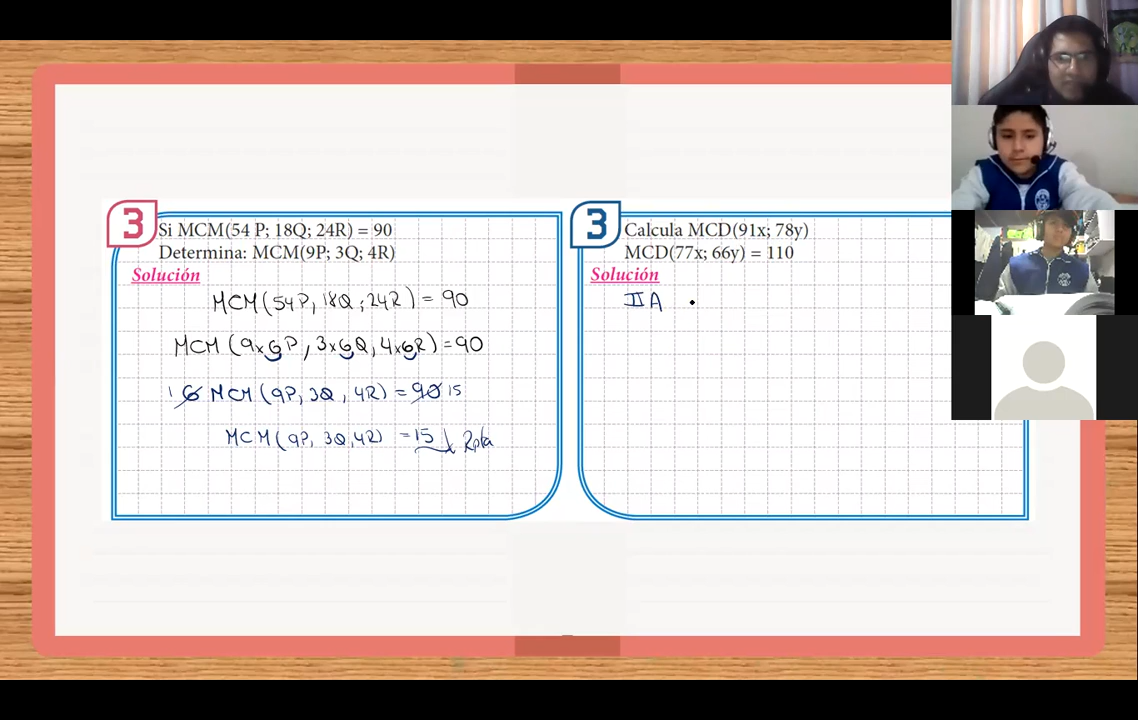 3
Si MCM(54 P; 18Q; 24R) = 90
Determina: MCM(9P; 3Q; 4R)
Solución
MCM(54P, 18Q, 24R) = 90
MCM (9x6P, 3x6Q, 4x6R) = 90
1 6 MCM (9P, 3Q, 4R) = 90 15
MCM (9P, 3Q, 4R) = 15 Rpta
3
Calcula MCD(91x; 78y)
MCD(77x; 66y) = 110
Solución
IIA